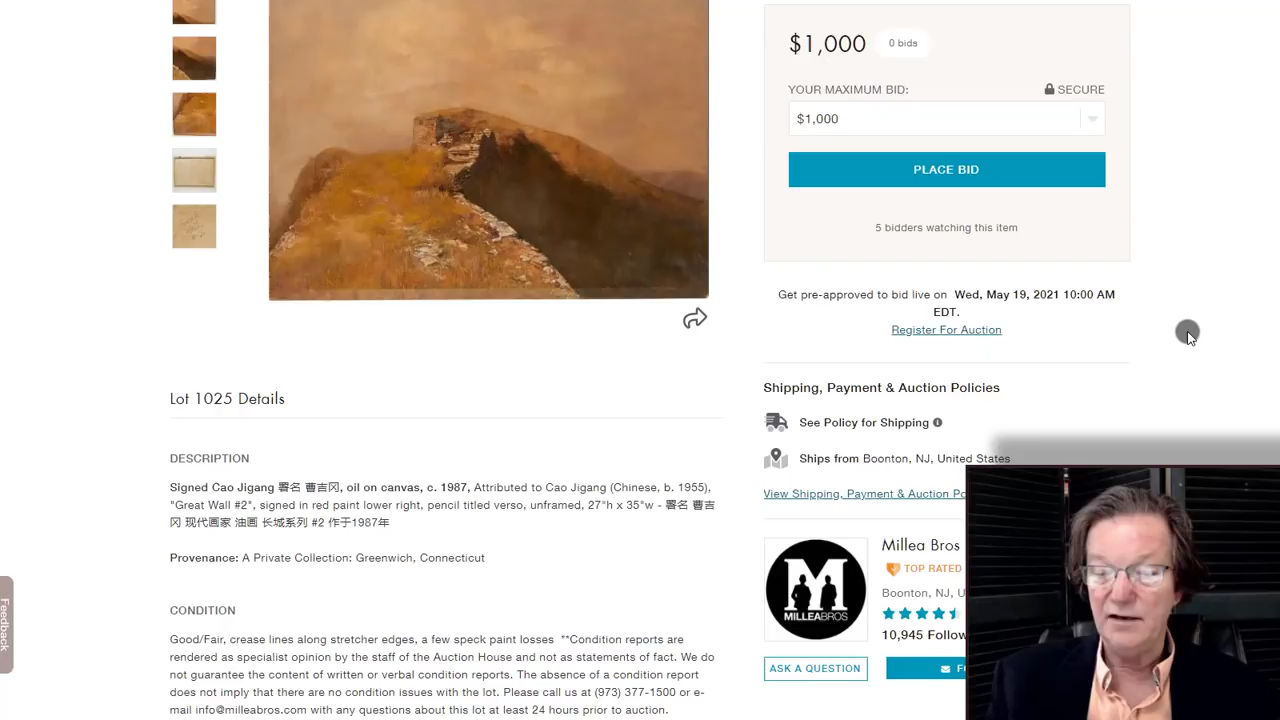 $1,000
0 bids
YOUR MAXIMUM BID:
SECURE
$1,000
PLACE BID
5 bidders watching this item
Get pre-approved to bid live on Wed, May 19, 2021 10:00 AM
EDT.
Register For Auction
Shipping, Payment & Auction Policies
See Policy for Shipping
Ships from Boonton, NJ, United States
View Shipping, Payment & Auction Po
Millea Bros
TOP RATED
Boonton, NJ, U
10,945 Follow
M
MILLEABROS
ASK A QUESTION
F
Lot 1025 Details
DESCRIPTION
Signed Cao Jigang 署名 曹吉冈, oil on canvas, c. 1987, Attributed to Cao Jigang (Chinese, b. 1955),
"Great Wall #2", signed in red paint lower right, pencil titled verso, unframed, 27"h x 35"w - 署名 曹吉
冈 现代画家 油画 长城系列 #2 作于1987年
Provenance: A Private Collection: Greenwich, Connecticut
CONDITION
Good/Fair, crease lines along stretcher edges, a few speck paint losses **Condition reports are
rendered as specialist opinion by the staff of the Auction House and not as statements of fact. We do
not guarantee the content of written or verbal condition reports. The absence of a condition report
does not imply that there are no condition issues with the lot. Please call us at (973) 377-1500 or e-
mail info@milleabros.com with any questions about this lot at least 24 hours prior to auction.
Feedback